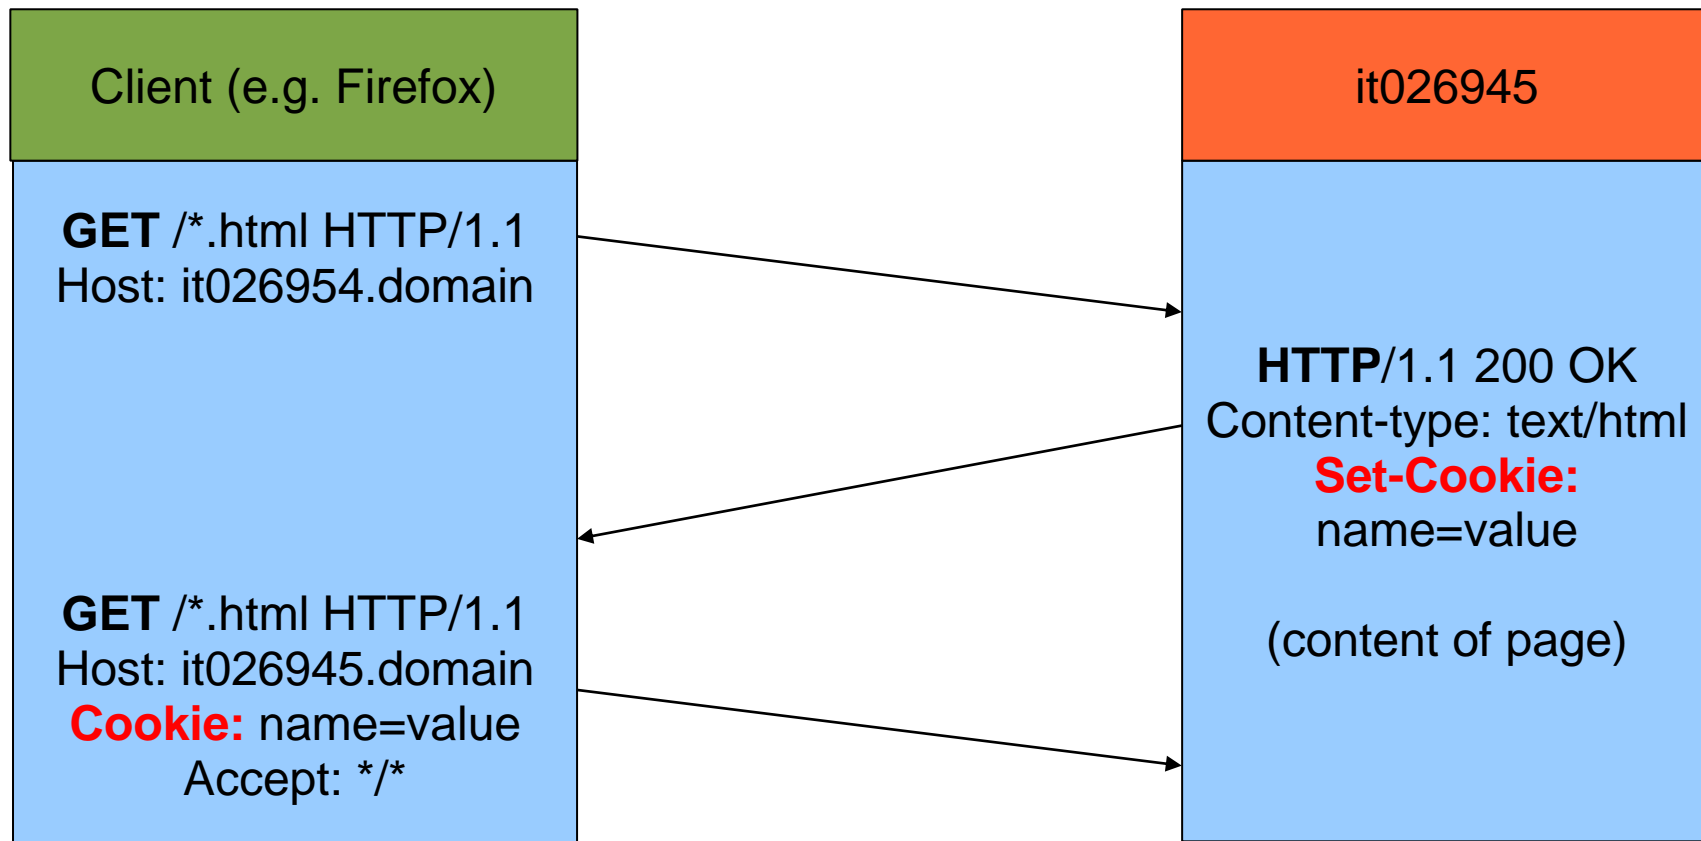 Client (e.g. Firefox)
it026945
GET /*.html HTTP/1.1
Host: it026954.domain
HTTP/1.1 200 OK
Content-type: text/html
Set-Cookie:
name=value
(content of page)
GET /*.html HTTP/1.1
Host: it026945.domain
Cookie: name=value
Accept: */*